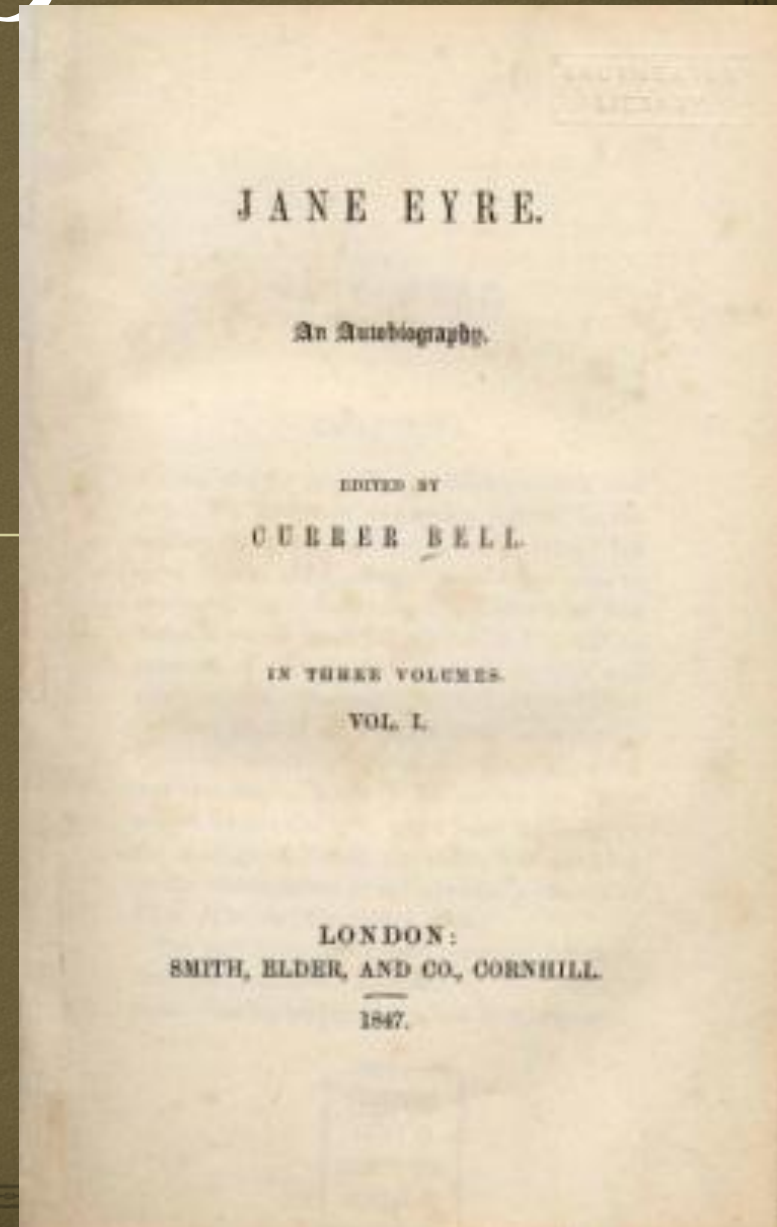 JANE EYRE.
An Autobiography.
EDITED BY
CURRER BELL.
IN THREE VOLUMES.
VOL. I.
LONDON:
SMITH, ELDER, AND CO., CORNHILL.
1847.